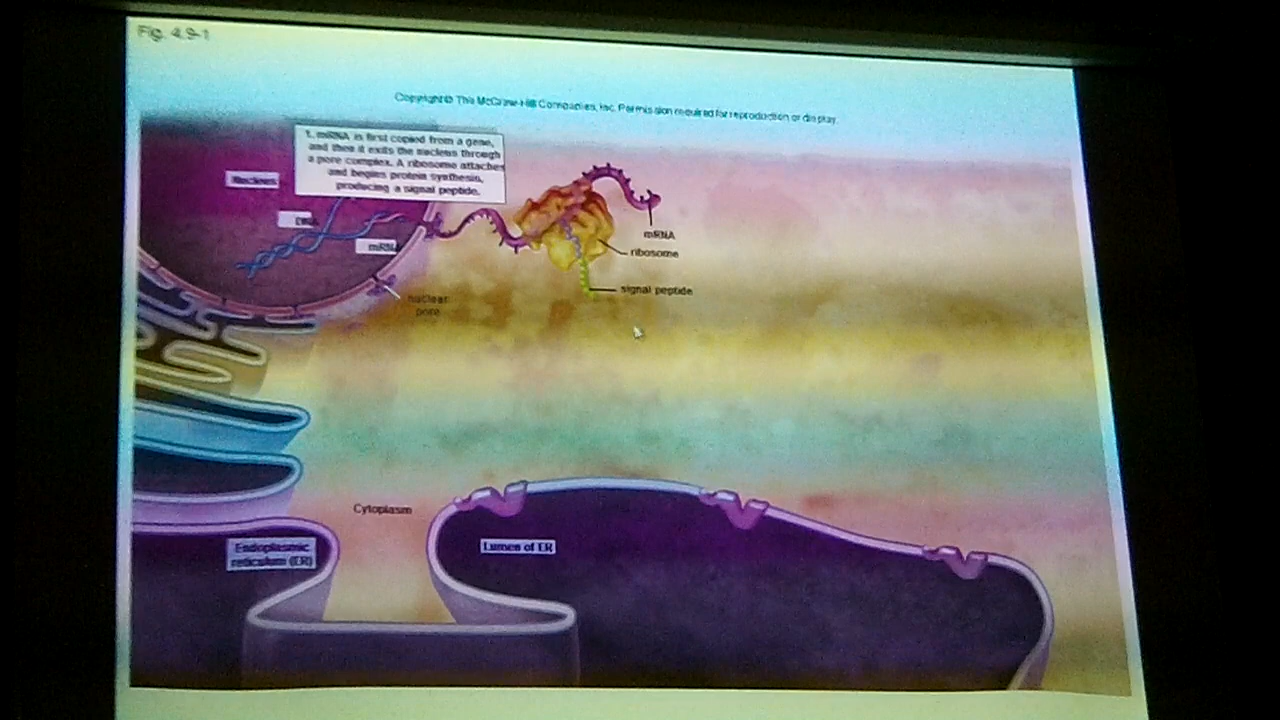 Fig. 4.9-1
Copyright © The McGraw-Hill Companies, Inc. Permission required for reproduction or display.
1. mRNA is first copied from a gene,
and then it exits the nucleus through
a pore complex. A ribosome attaches
and begins protein synthesis,
producing a signal peptide.
Nucleus
DNA
mRNA
nuclear
pore
mRNA
ribosome
signal peptide
Cytoplasm
Endoplasmic
reticulum (ER)
Lumen of ER